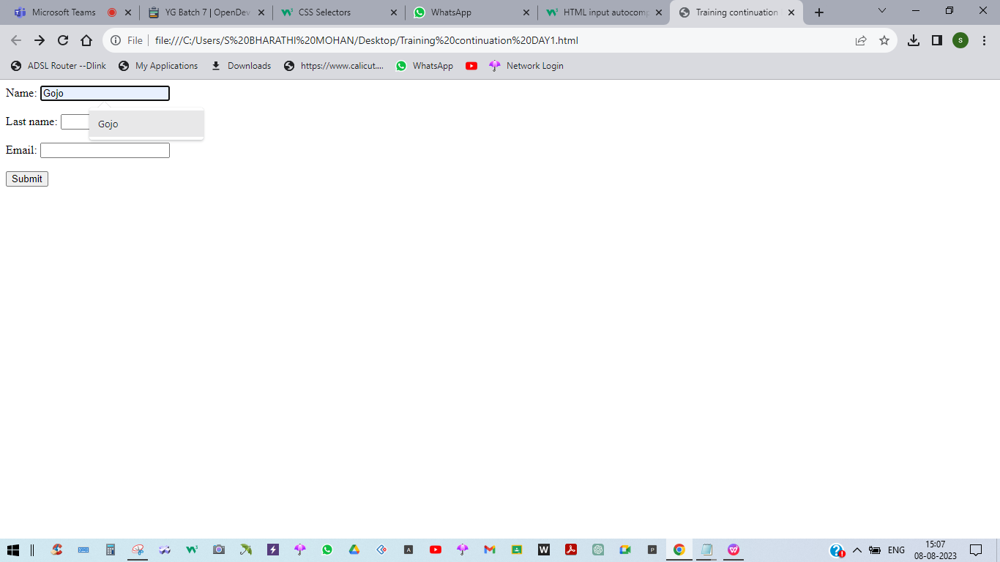 Microsoft Teams
YG Batch 7 | OpenDev
CSS Selectors
WhatsApp
HTML input autocomp
Training continuation
File
file:///C:/Users/S%20BHARATHI%20MOHAN/Desktop/Training%20continuation%20DAY1.html
S
ADSL Router --Dlink
My Applications
Downloads
https://www.calicut....
WhatsApp
Network Login
Name: Gojo
Last name:
Gojo
Email:
Submit
ENG
15:07
08-08-2023